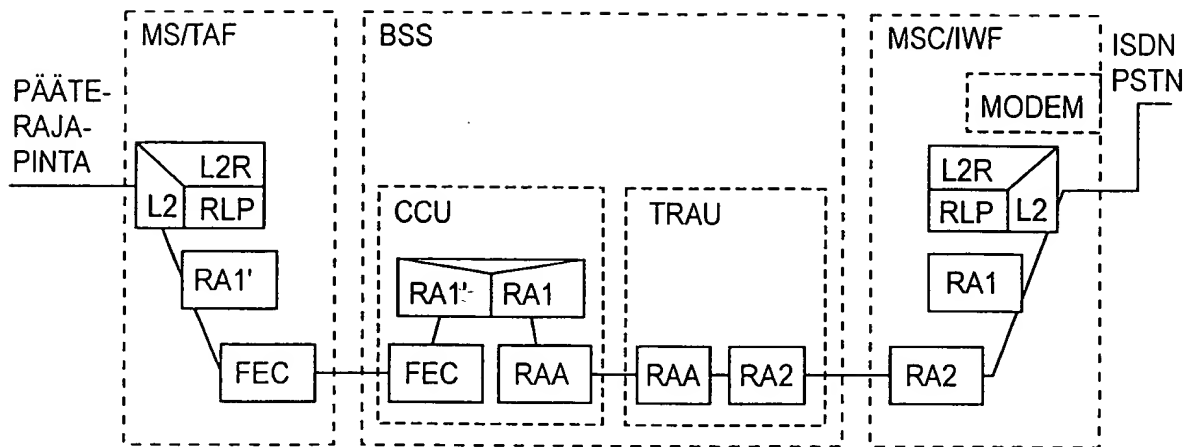 MS/TAF
BSS
MSC/IWF
ISDN
PSTN
PÄÄTE-
RAJA-
PINTA
MODEM
L2R
L2
RLP
L2R
RLP
L2
CCU
TRAU
RA1'
RA1'
RA1
RA1
FEC
FEC
RAA
RAA
RA2
RA2